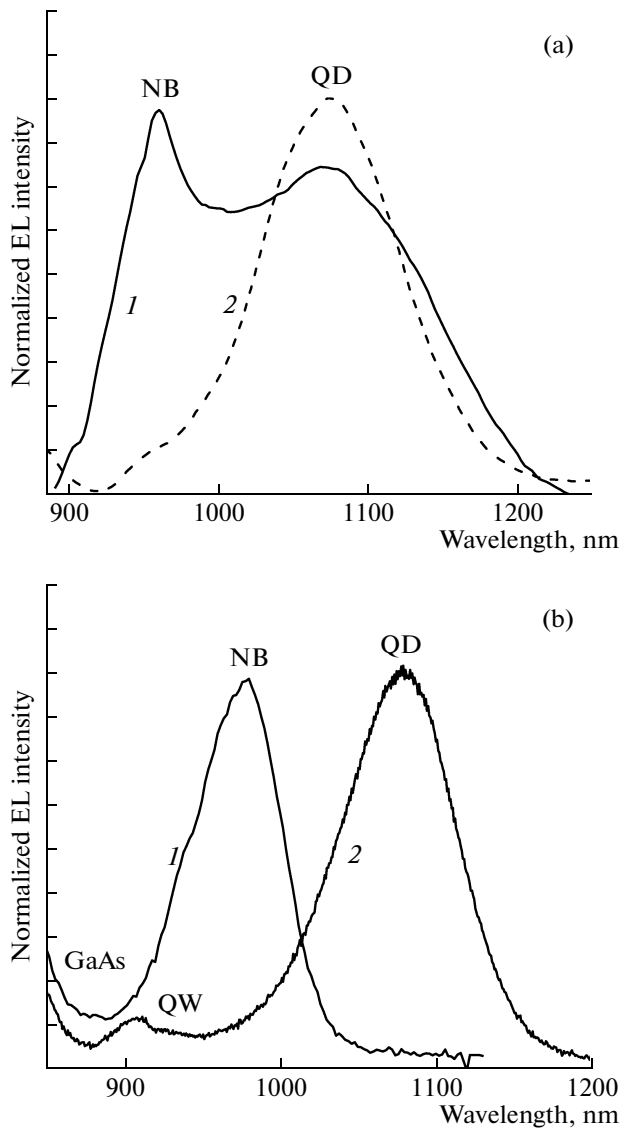 (a)
NB
QD
Normalized EL intensity
1
2
900
1000
1100
1200
Wavelength, nm
(b)
NB
QD
Normalized EL intensity
1
2
GaAs
QW
900
1000
1100
1200
Wavelength, nm